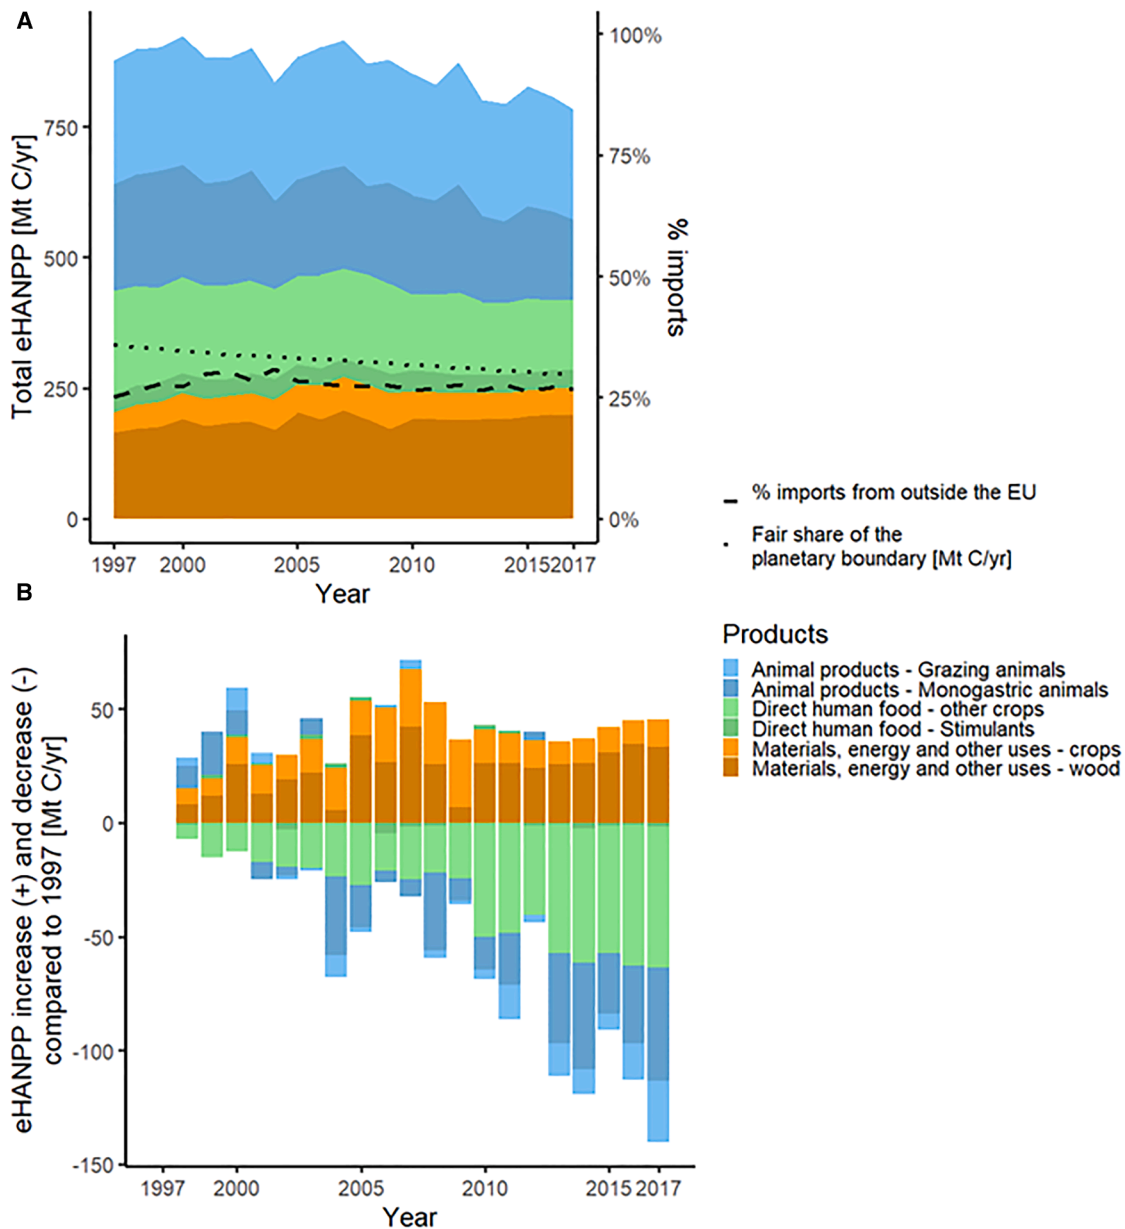 A
Total eHANPP [Mt C/yr]
750
500
250
0
100%
75%
50%
25%
0%
% imports
1997
2000
2005
2010
2015
2017
Year
% imports from outside the EU
Fair share of the
planetary boundary [Mt C/yr]
B
eHANPP increase (+) and decrease (-)
compared to 1997 [Mt C/yr]
50
0
-50
-100
-150
1997
2000
2005
2010
2015
2017
Year
Products
Animal products - Grazing animals
Animal products - Monogastric animals
Direct human food - other crops
Direct human food - Stimulants
Materials, energy and other uses - crops
Materials, energy and other uses - wood